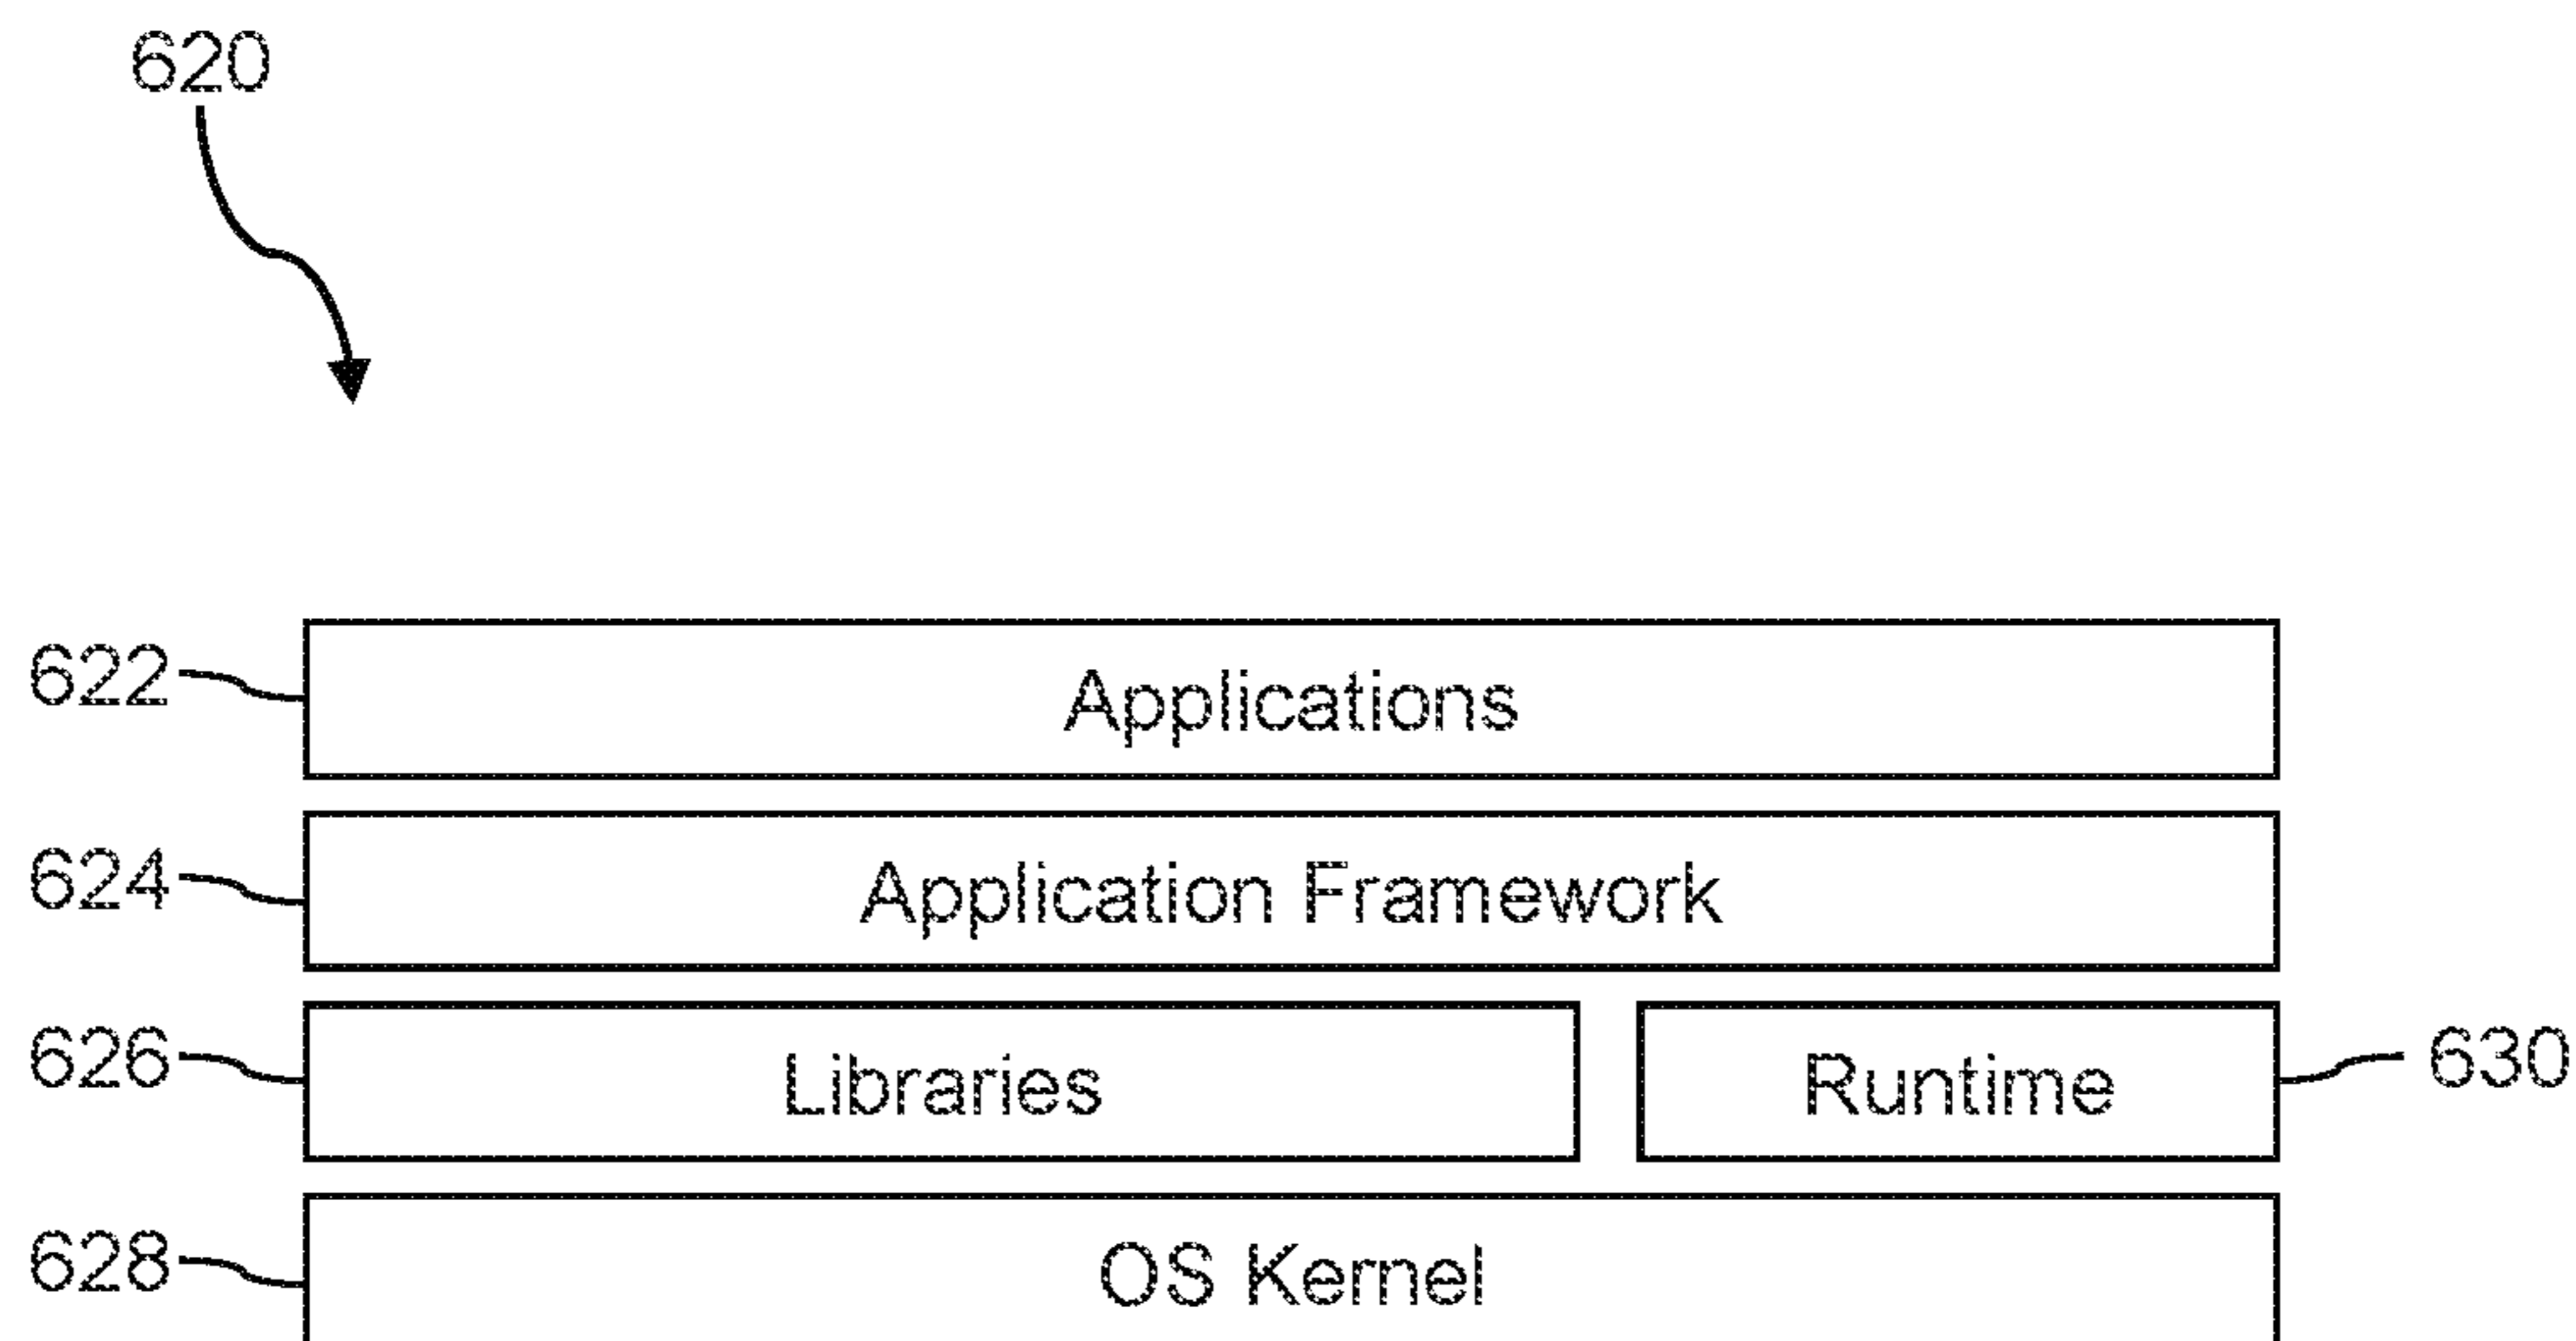 620
622 Applications
624 Application Framework
626 Libraries Runtime 630
628 OS Kernel